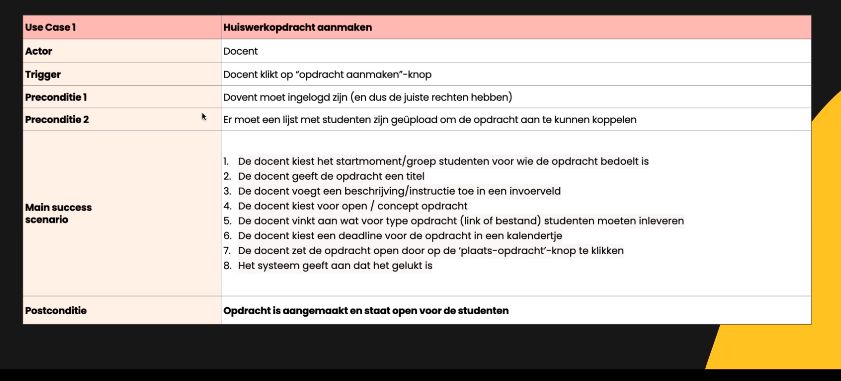 Use Case 1 Huiswerkopdracht aanmaken
Actor Docent
Trigger Docent klikt op “opdracht aanmaken”-knop
Preconditie 1 Dovent moet ingelogd zijn (en dus de juiste rechten hebben)
Preconditie 2 Er moet een lijst met studenten zijn geüpload om de opdracht aan te kunnen koppelen
Main success
scenario
1. De docent kiest het startmoment/groep studenten voor wie de opdracht bedoelt is
2. De docent geeft de opdracht een titel
3. De docent voegt een beschrijving/instructie toe in een invoerveld
4. De docent kiest voor open / concept opdracht
5. De docent vinkt aan wat voor type opdracht (link of bestand) studenten moeten inleveren
6. De docent kiest een deadline voor de opdracht in een kalendertje
7. De docent zet de opdracht open door op de ‘plaats-opdracht’-knop te klikken
8. Het systeem geeft aan dat het gelukt is
Postconditie Opdracht is aangemaakt en staat open voor de studenten